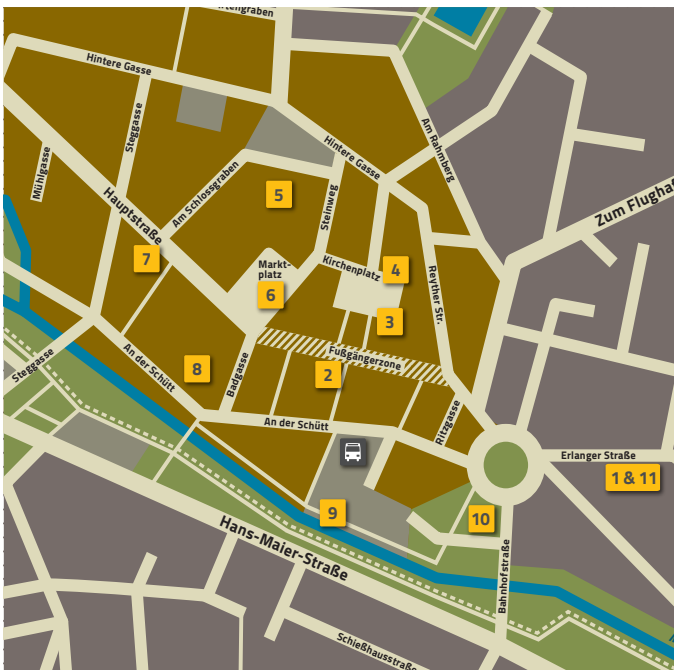 Hintere Gasse
Steggasse
Mühlgasse
Hauptstraße
Am Schlossgraben
Hintere Gasse
Am Rahmberg
Zum Flugha
5
Steinweg
7
Markt-
platz
6
Kirchenplatz
4
Reyther Str.
3
Fußgängerzone
2
Steggasse
An der Schütt
8
Badgasse
An der Schütt
Ritzgasse
Erlanger Straße
1 & 11
9
10
Hans-Maier-Straße
Bahnhofstraße
Schießhausstraße